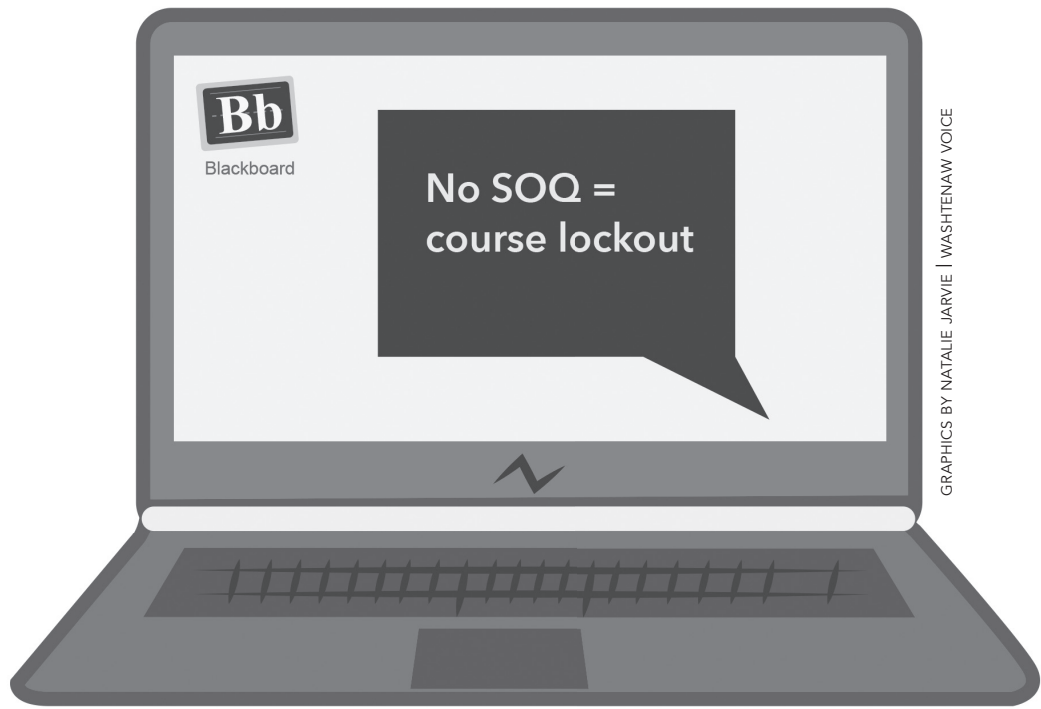 Bb
Blackboard
No SOQ =
course lockout
GRAPHICS BY NATALIE JARVIE | WASHTENAW VOICE